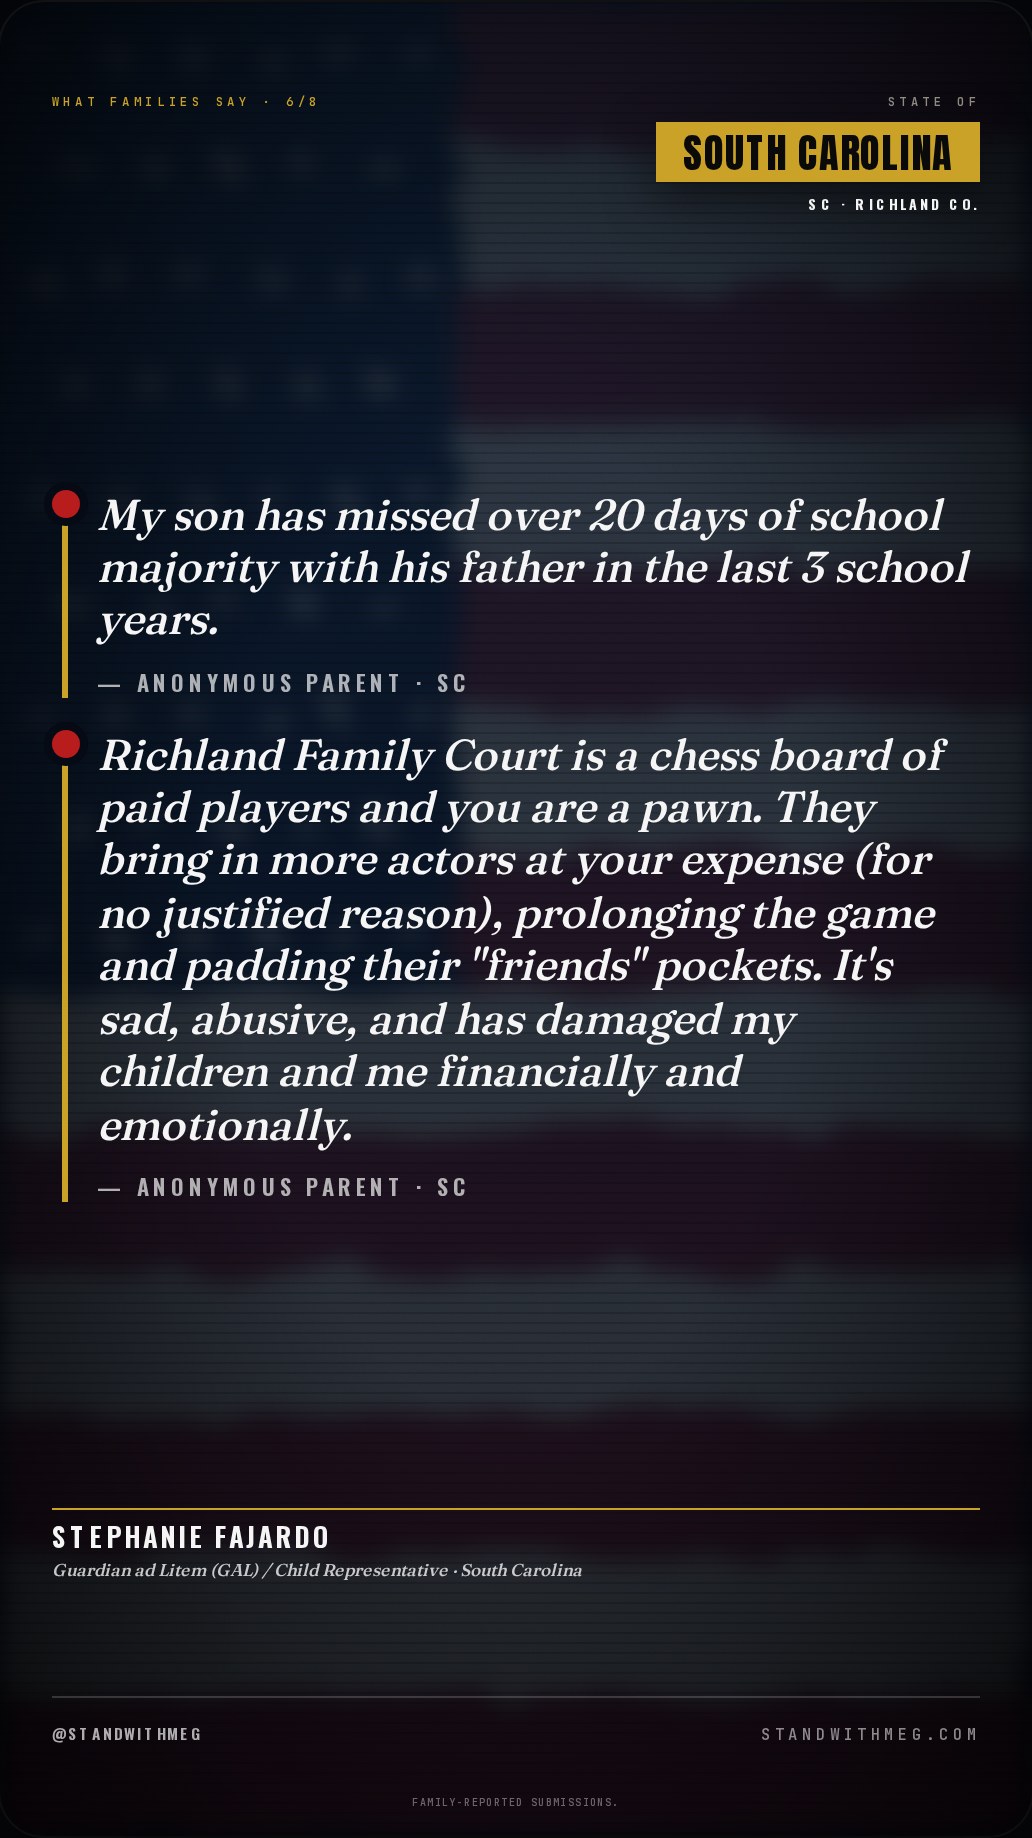 WHAT FAMILIES SAY · 6/8
STATE OF
SOUTH CAROLINA
SC · RICHLAND CO.
My son has missed over 20 days of school
majority with his father in the last 3 school
years.
— ANONYMOUS PARENT · SC
Richland Family Court is a chess board of
paid players and you are a pawn. They
bring in more actors at your expense (for
no justified reason), prolonging the game
and padding their "friends" pockets. It's
sad, abusive, and has damaged my
children and me financially and
emotionally.
— ANONYMOUS PARENT · SC
STEPHANIE FAJARDO
Guardian ad Litem (GAL) / Child Representative · South Carolina
@STANDWITHMEG
STANDWITHMEG.COM
FAMILY-REPORTED SUBMISSIONS.